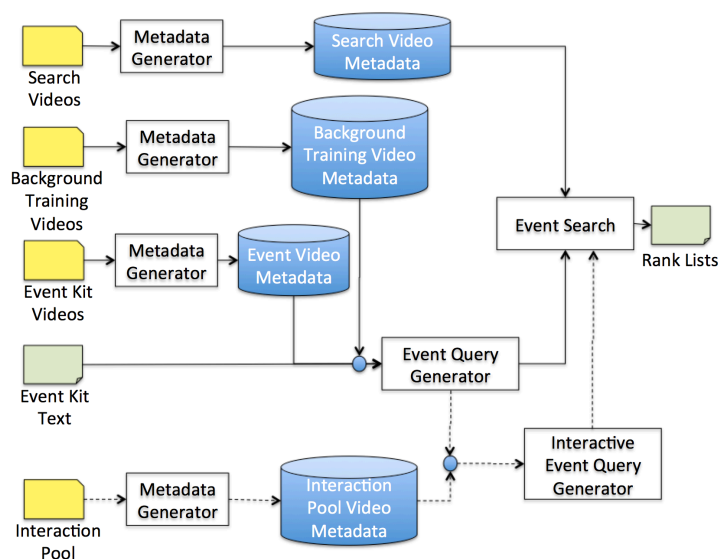 Metadata
Generator
Search Video
Metadata
Search
Videos
Metadata
Generator
Background
Training Video
Metadata
Background
Training
Videos
Event Search
Rank Lists
Metadata
Generator
Event Video
Metadata
Event Kit
Videos
Event Query
Generator
Event Kit
Text
Interactive
Event Query
Generator
Metadata
Generator
Interaction
Pool Video
Metadata
Interaction
Pool